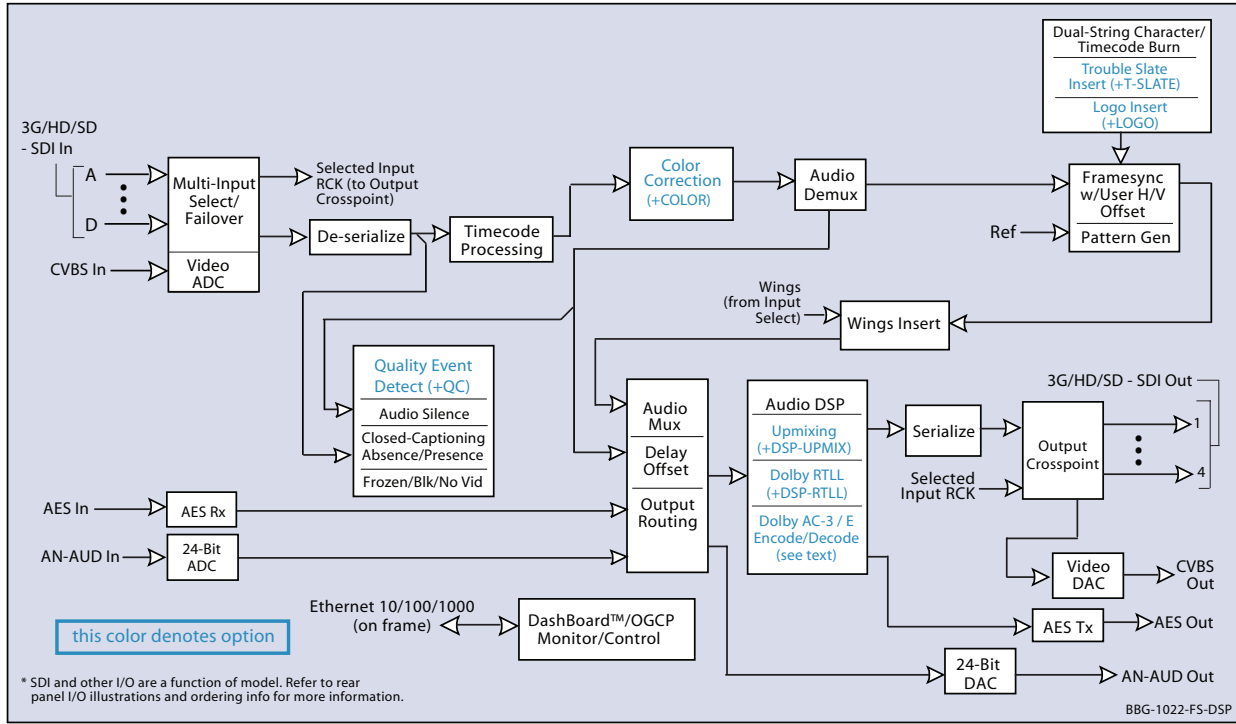 Dual-String Character/
Timecode Burn
Trouble Slate
Insert (+T-SLATE)
Logo Insert
(+LOGO)
3G/HD/SD
- SDI In
A
D
CVBS In
Multi-Input
Select/
Failover
Video
ADC
Selected Input
RCK (to Output
Crosspoint)
De-serialize
Timecode
Processing
Color
Correction
(+COLOR)
Audio
Demux
Framesync
w/User H/V
Offset
Pattern Gen
Ref
Wings
(from Input
Select)
Wings Insert
Quality Event
Detect (+QC)
Audio Silence
Closed-Captioning
Absence/Presence
Frozen/Blk/No Vid
Audio
Mux
Delay
Offset
Output
Routing
Audio DSP
Upmixing
(+DSP-UPMIX)
Dolby RTLL
(+DSP-RTLL)
Dolby AC-3 / E
Encode/Decode
(see text)
Serialize
Selected
Input RCK
Output
Crosspoint
3G/HD/SD - SDI Out
1
4
AES In
AES Rx
AN-AUD In
24-Bit
ADC
Video
DAC
CVBS
Out
AES Tx
AES Out
24-Bit
DAC
AN-AUD Out
Ethernet 10/100/1000
(on frame)
DashBoard™/OGCP
Monitor/Control
this color denotes option
* SDI and other I/O are a function of model. Refer to rear
panel I/O illustrations and ordering info for more information.
BBG-1022-FS-DSP